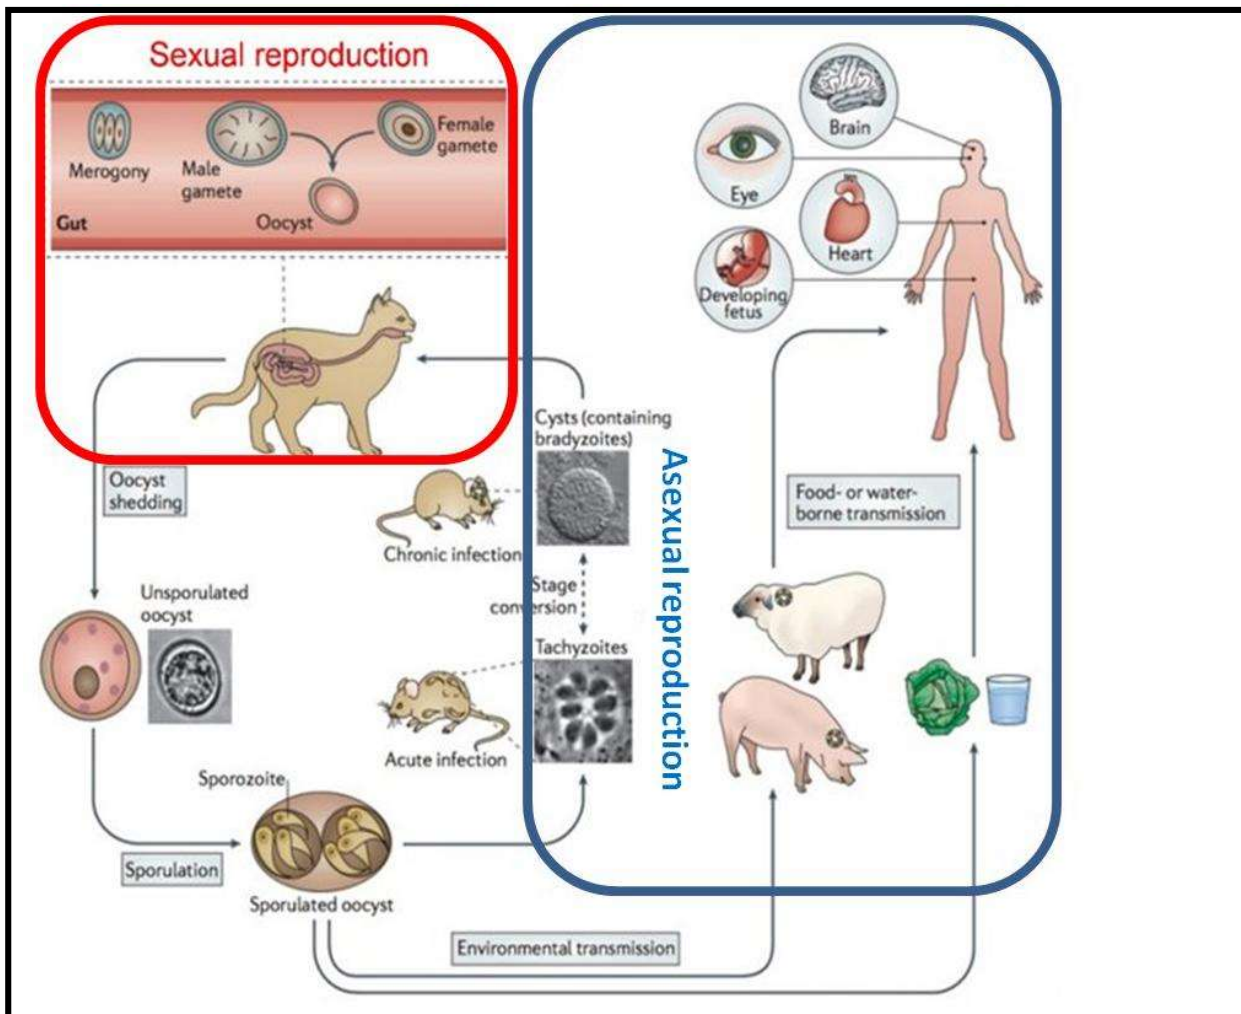 Sexual reproduction
Merogony
Male
gamete
Female
gamete
Gut
Oocyst
Brain
Eye
Heart
Developing
fetus
Oocyst
shedding
Cysts (containing
bradyzoites)
Chronic infection
Stage
conversion
Unsporulated
oocyst
Tachyzoites
Acute infection
Asexual reproduction
Food- or water-
borne transmission
Sporozoite
Sporulation
Sporulated oocyst
Environmental transmission